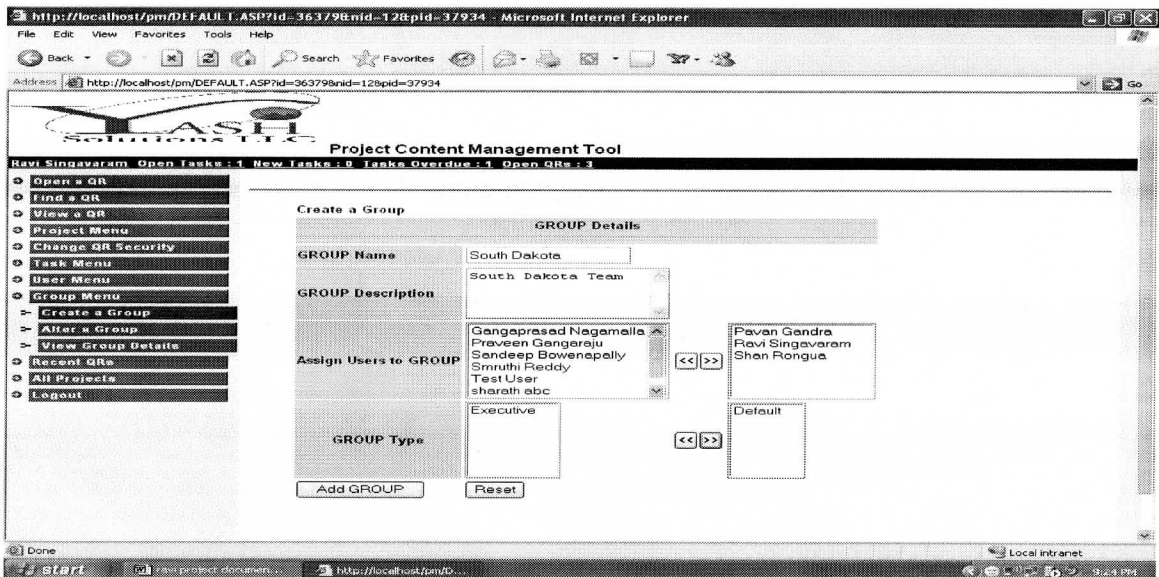 http://localhost/pm/DEFAULT.ASP?id=36379&nid=12&pid=37934 - Microsoft Internet Explorer
File Edit View Favorites Tools Help
Back Search Favorites
Address http://localhost/pm/DEFAULT.ASP?id=36379&nid=12&pid=37934 Go
YASH
Solutions L.L.C.
Project Content Management Tool
Ravi Singavaram Open Tasks : 1 New Tasks : 0 Tasks Overdue : 1 Open QRs : 3
Open a QR
Find a QR
View a QR
Project Menu
Change QR Security
Task Menu
User Menu
Group Menu
Create a Group
Alter a Group
View Group Details
Recent QRs
All Projects
Logout
Create a Group
GROUP Details
GROUP Name South Dakota
GROUP Description South Dakota Team
Assign Users to GROUP
Gangaprasad Nagamalla
Praveen Gangaraju
Sandeep Bowenapally
Smruthi Reddy
Test User
sharath abc
<< >>
Pavan Gandra
Ravi Singavaram
Shan Rongua
GROUP Type Executive << >> Default
Add GROUP Reset
Done Local intranet
start ravi project documen... http://localhost/pm/D... 9:24 PM